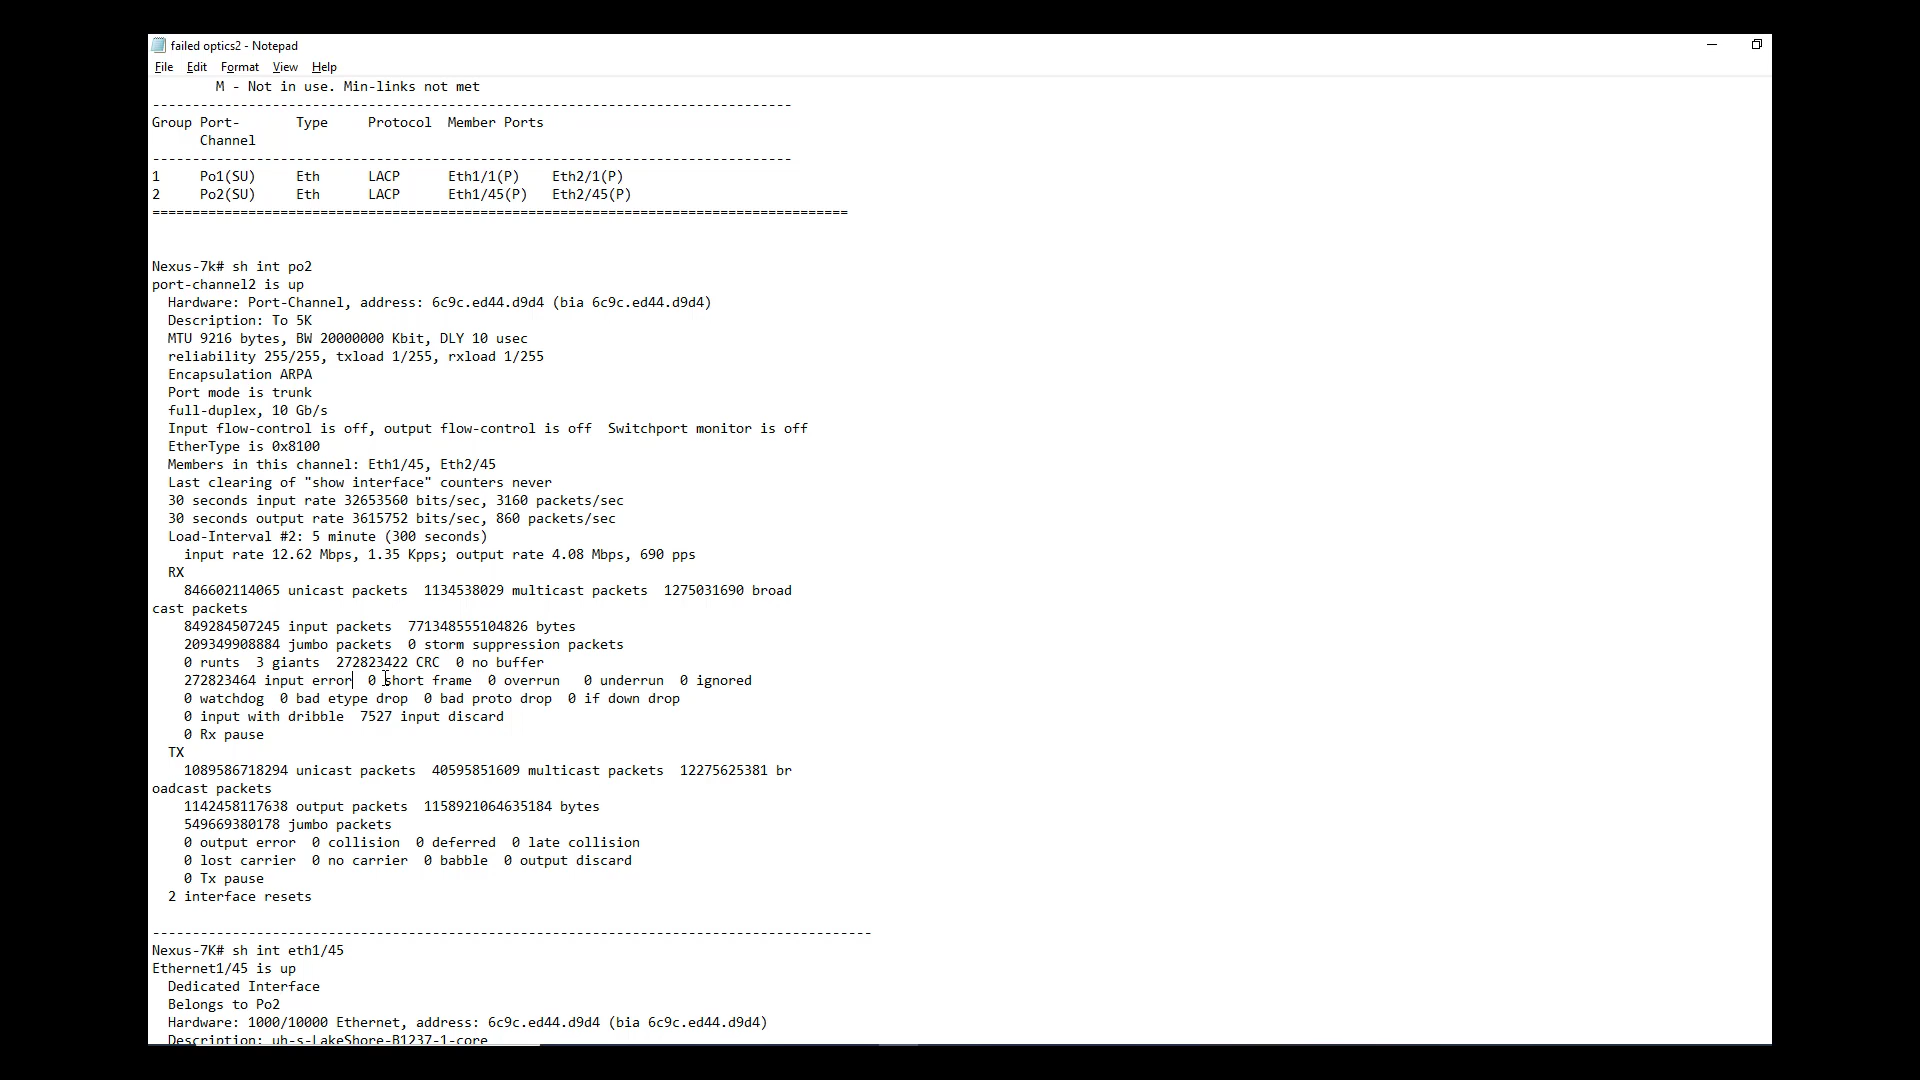 failed optics2 - Notepad
File Edit Format View Help
M - Not in use. Min-links not met
--------------------------------------------------------------------------------
Group Port-       Type     Protocol  Member Ports
      Channel
--------------------------------------------------------------------------------
1     Po1(SU)     Eth      LACP      Eth1/1(P)    Eth2/1(P)
2     Po2(SU)     Eth      LACP      Eth1/45(P)   Eth2/45(P)
=======================================================================================
Nexus-7k# sh int po2
port-channel2 is up
  Hardware: Port-Channel, address: 6c9c.ed44.d9d4 (bia 6c9c.ed44.d9d4)
  Description: To 5K
  MTU 9216 bytes, BW 20000000 Kbit, DLY 10 usec
  reliability 255/255, txload 1/255, rxload 1/255
  Encapsulation ARPA
  Port mode is trunk
  full-duplex, 10 Gb/s
  Input flow-control is off, output flow-control is off  Switchport monitor is off
  EtherType is 0x8100
  Members in this channel: Eth1/45, Eth2/45
  Last clearing of "show interface" counters never
  30 seconds input rate 32653560 bits/sec, 3160 packets/sec
  30 seconds output rate 3615752 bits/sec, 860 packets/sec
  Load-Interval #2: 5 minute (300 seconds)
    input rate 12.62 Mbps, 1.35 Kpps; output rate 4.08 Mbps, 690 pps
  RX
    846602114065 unicast packets  1134538029 multicast packets  1275031690 broad
cast packets
    849284507245 input packets  771348555104826 bytes
    209349908884 jumbo packets  0 storm suppression packets
    0 runts  3 giants  272823422 CRC  0 no buffer
    272823464 input error  0 short frame  0 overrun   0 underrun  0 ignored
    0 watchdog  0 bad etype drop  0 bad proto drop  0 if down drop
    0 input with dribble  7527 input discard
    0 Rx pause
  TX
    1089586718294 unicast packets  40595851609 multicast packets  12275625381 br
oadcast packets
    1142458117638 output packets  1158921064635184 bytes
    549669380178 jumbo packets
    0 output error  0 collision  0 deferred  0 late collision
    0 lost carrier  0 no carrier  0 babble  0 output discard
    0 Tx pause
  2 interface resets
------------------------------------------------------------------------------------------
Nexus-7K# sh int eth1/45
Ethernet1/45 is up
  Dedicated Interface
  Belongs to Po2
  Hardware: 1000/10000 Ethernet, address: 6c9c.ed44.d9d4 (bia 6c9c.ed44.d9d4)
  Description: uh-s-LakeShore-B1237-1-core